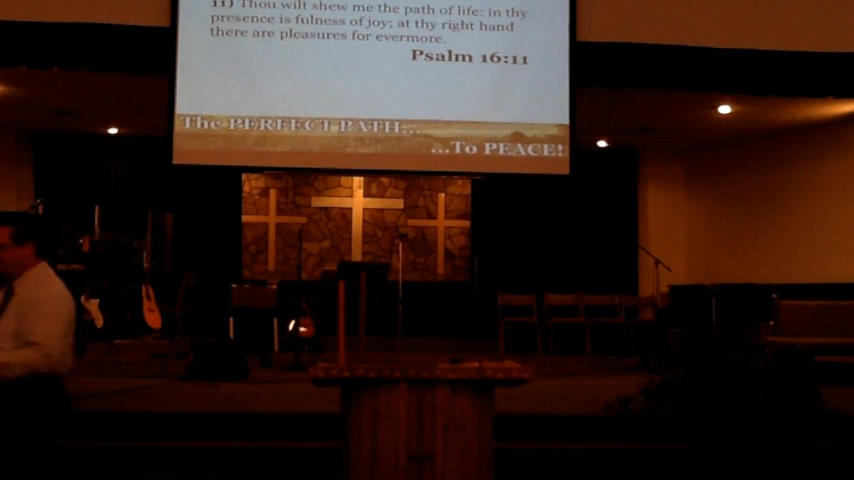 11) Thou wilt shew me the path of life: in thy
presence is fulness of joy; at thy right hand
there are pleasures for evermore.
Psalm 16:11
The PERFECT PATH...
...To PEACE!